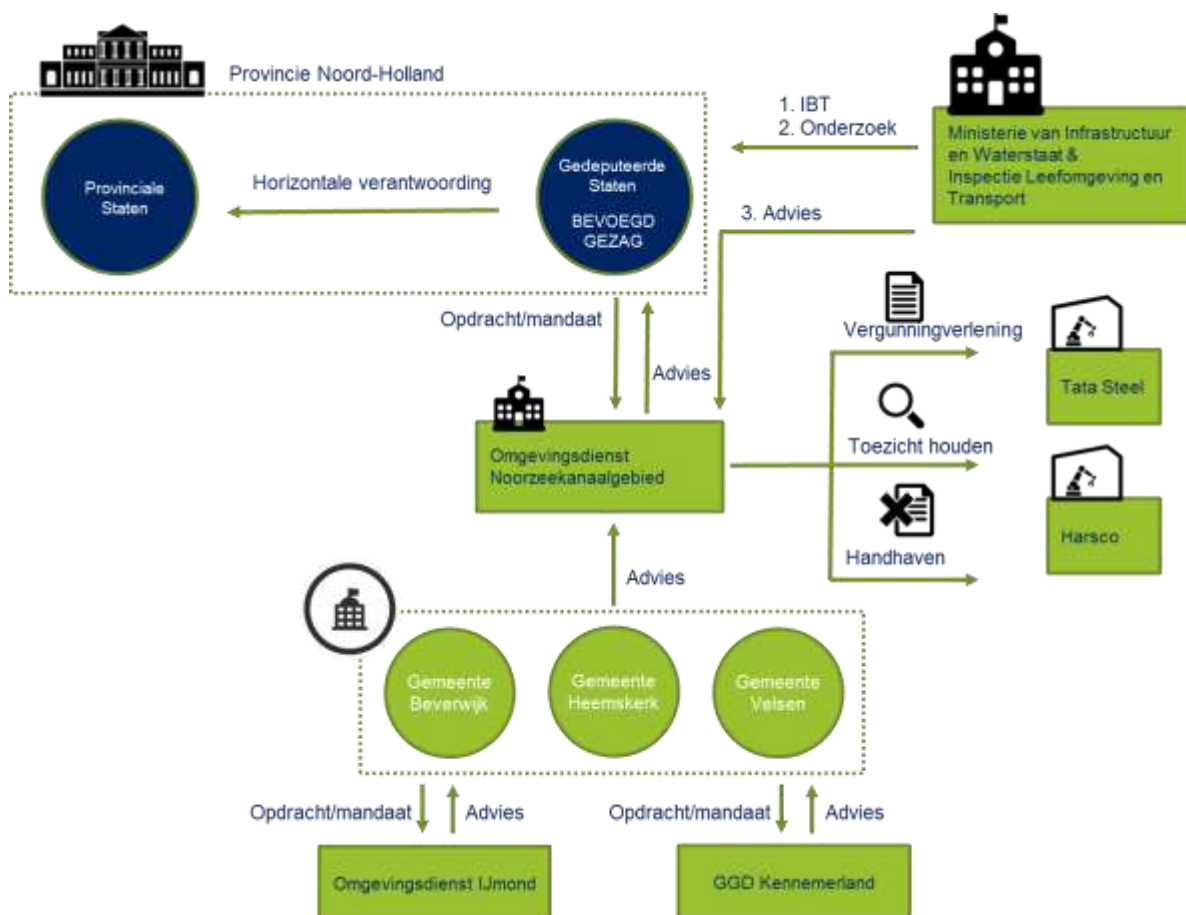 Provincie Noord-Holland
1. IBT
2. Onderzoek
Ministerie van Infrastructuur
en Waterstaat &
Inspectie Leefomgeving en
Transport
Provinciale
Staten
Horizontale verantwoording
Gedeputeerde
Staten
BEVOEGD
GEZAG
3. Advies
Opdracht/mandaat
Advies
Vergunningverlening
Tata Steel
Omgevingsdienst
Noorzeekanaalgebied
Toezicht houden
Harsco
Handhaven
Advies
Gemeente
Beverwijk
Gemeente
Heemskerk
Gemeente
Velsen
Opdracht/mandaat
Advies
Opdracht/mandaat
Advies
Omgevingsdienst IJmond
GGD Kennemerland